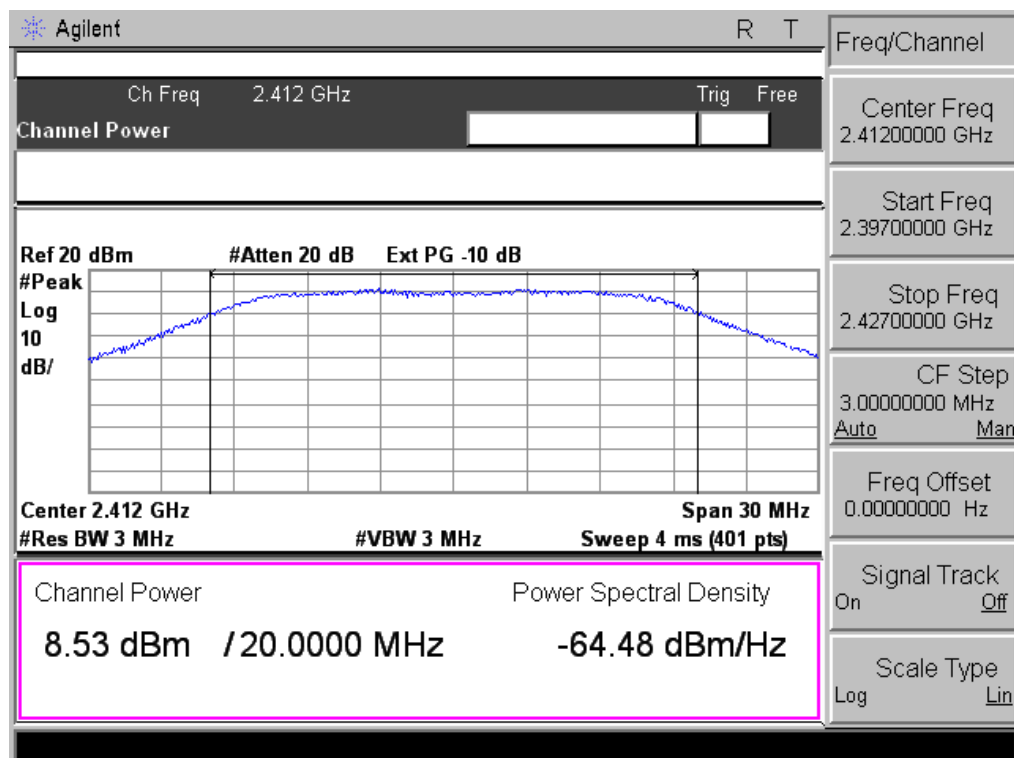 Agilent R T
Ch Freq 2.412 GHz Trig Free
Channel Power
Ref 20 dBm #Atten 20 dB Ext PG -10 dB
#Peak
Log
10
dB/
Center 2.412 GHz Span 30 MHz
#Res BW 3 MHz #VBW 3 MHz Sweep 4 ms (401 pts)
Channel Power Power Spectral Density
8.53 dBm / 20.0000 MHz -64.48 dBm/Hz
Freq/Channel
Center Freq
2.41200000 GHz
Start Freq
2.39700000 GHz
Stop Freq
2.42700000 GHz
CF Step
3.00000000 MHz
Auto Man
Freq Offset
0.00000000 Hz
Signal Track
On Off
Scale Type
Log Lin